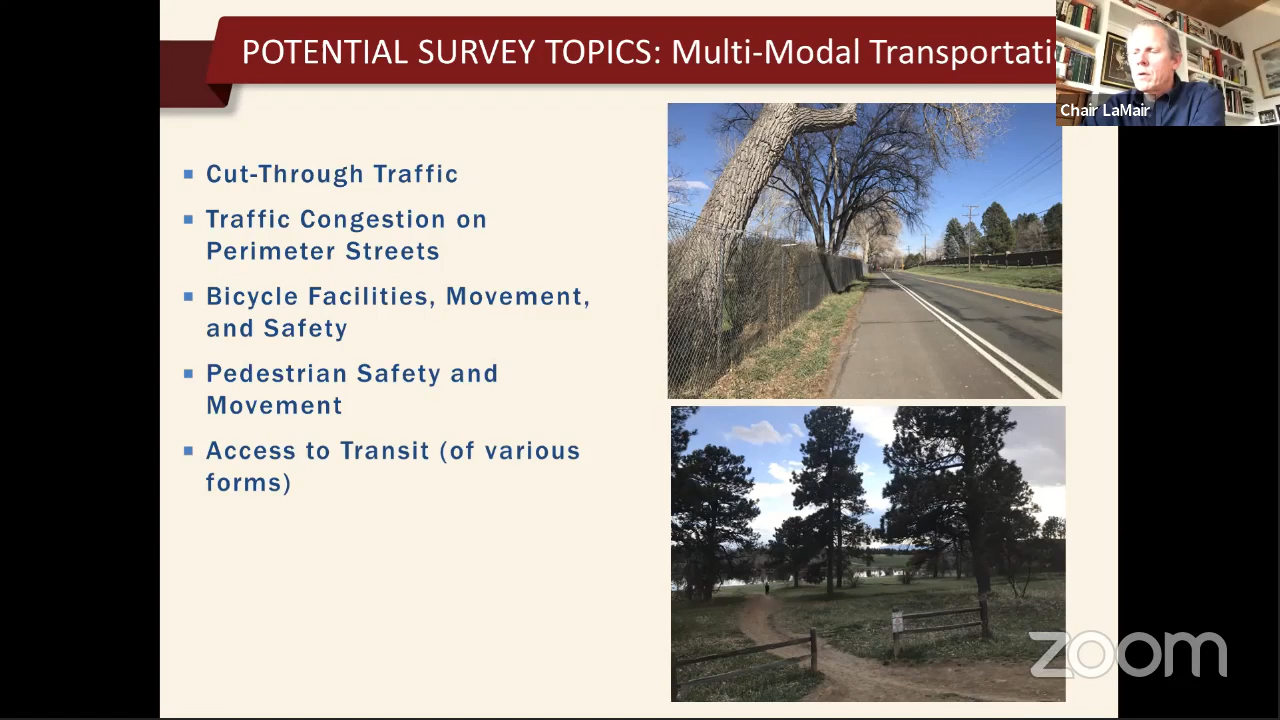 POTENTIAL SURVEY TOPICS: Multi-Modal Transportati
Chair LaMair
Cut-Through Traffic
Traffic Congestion on
Perimeter Streets
Bicycle Facilities, Movement,
and Safety
Pedestrian Safety and
Movement
Access to Transit (of various
forms)
zoom